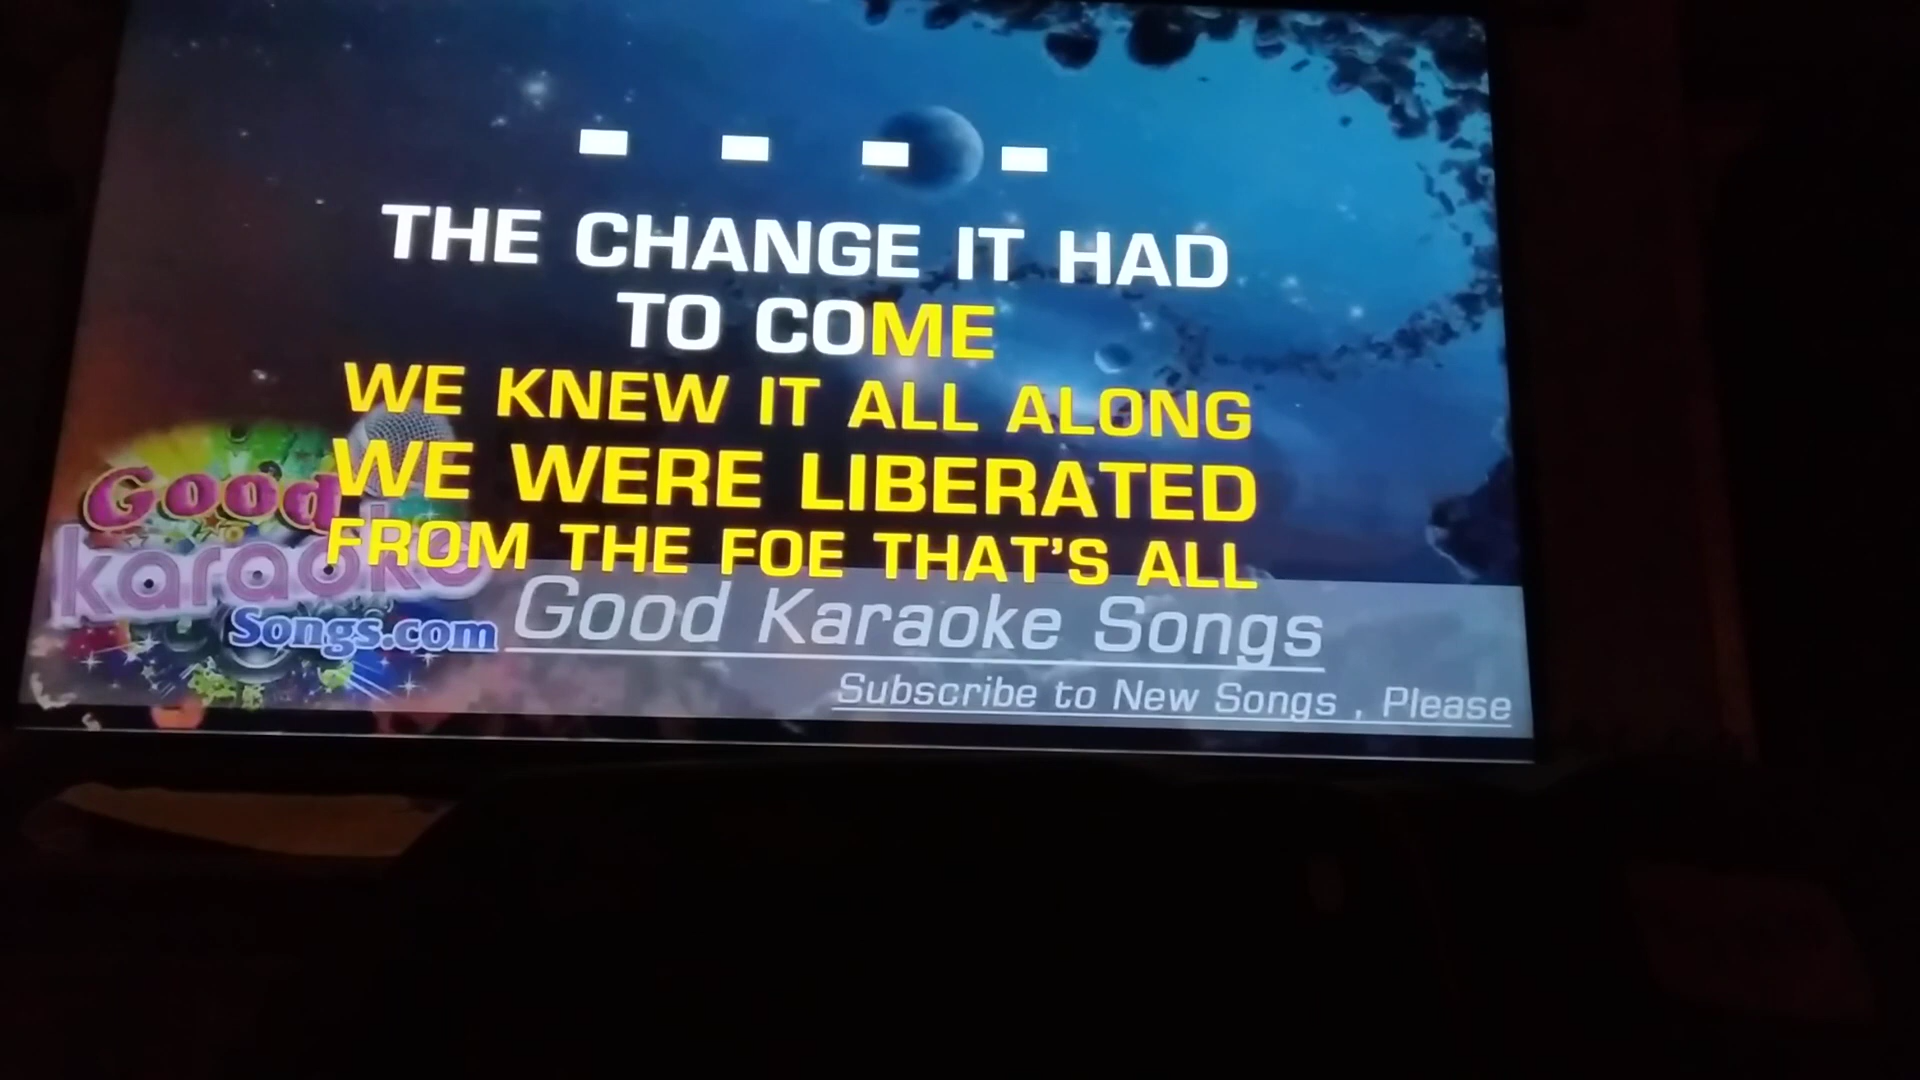 THE CHANGE IT HAD
TO COME
WE KNEW IT ALL ALONG
WE WERE LIBERATED
FROM THE FOE THAT'S ALL
Good
karaoke
Songs.com
Good Karaoke Songs
Subscribe to New Songs , Please